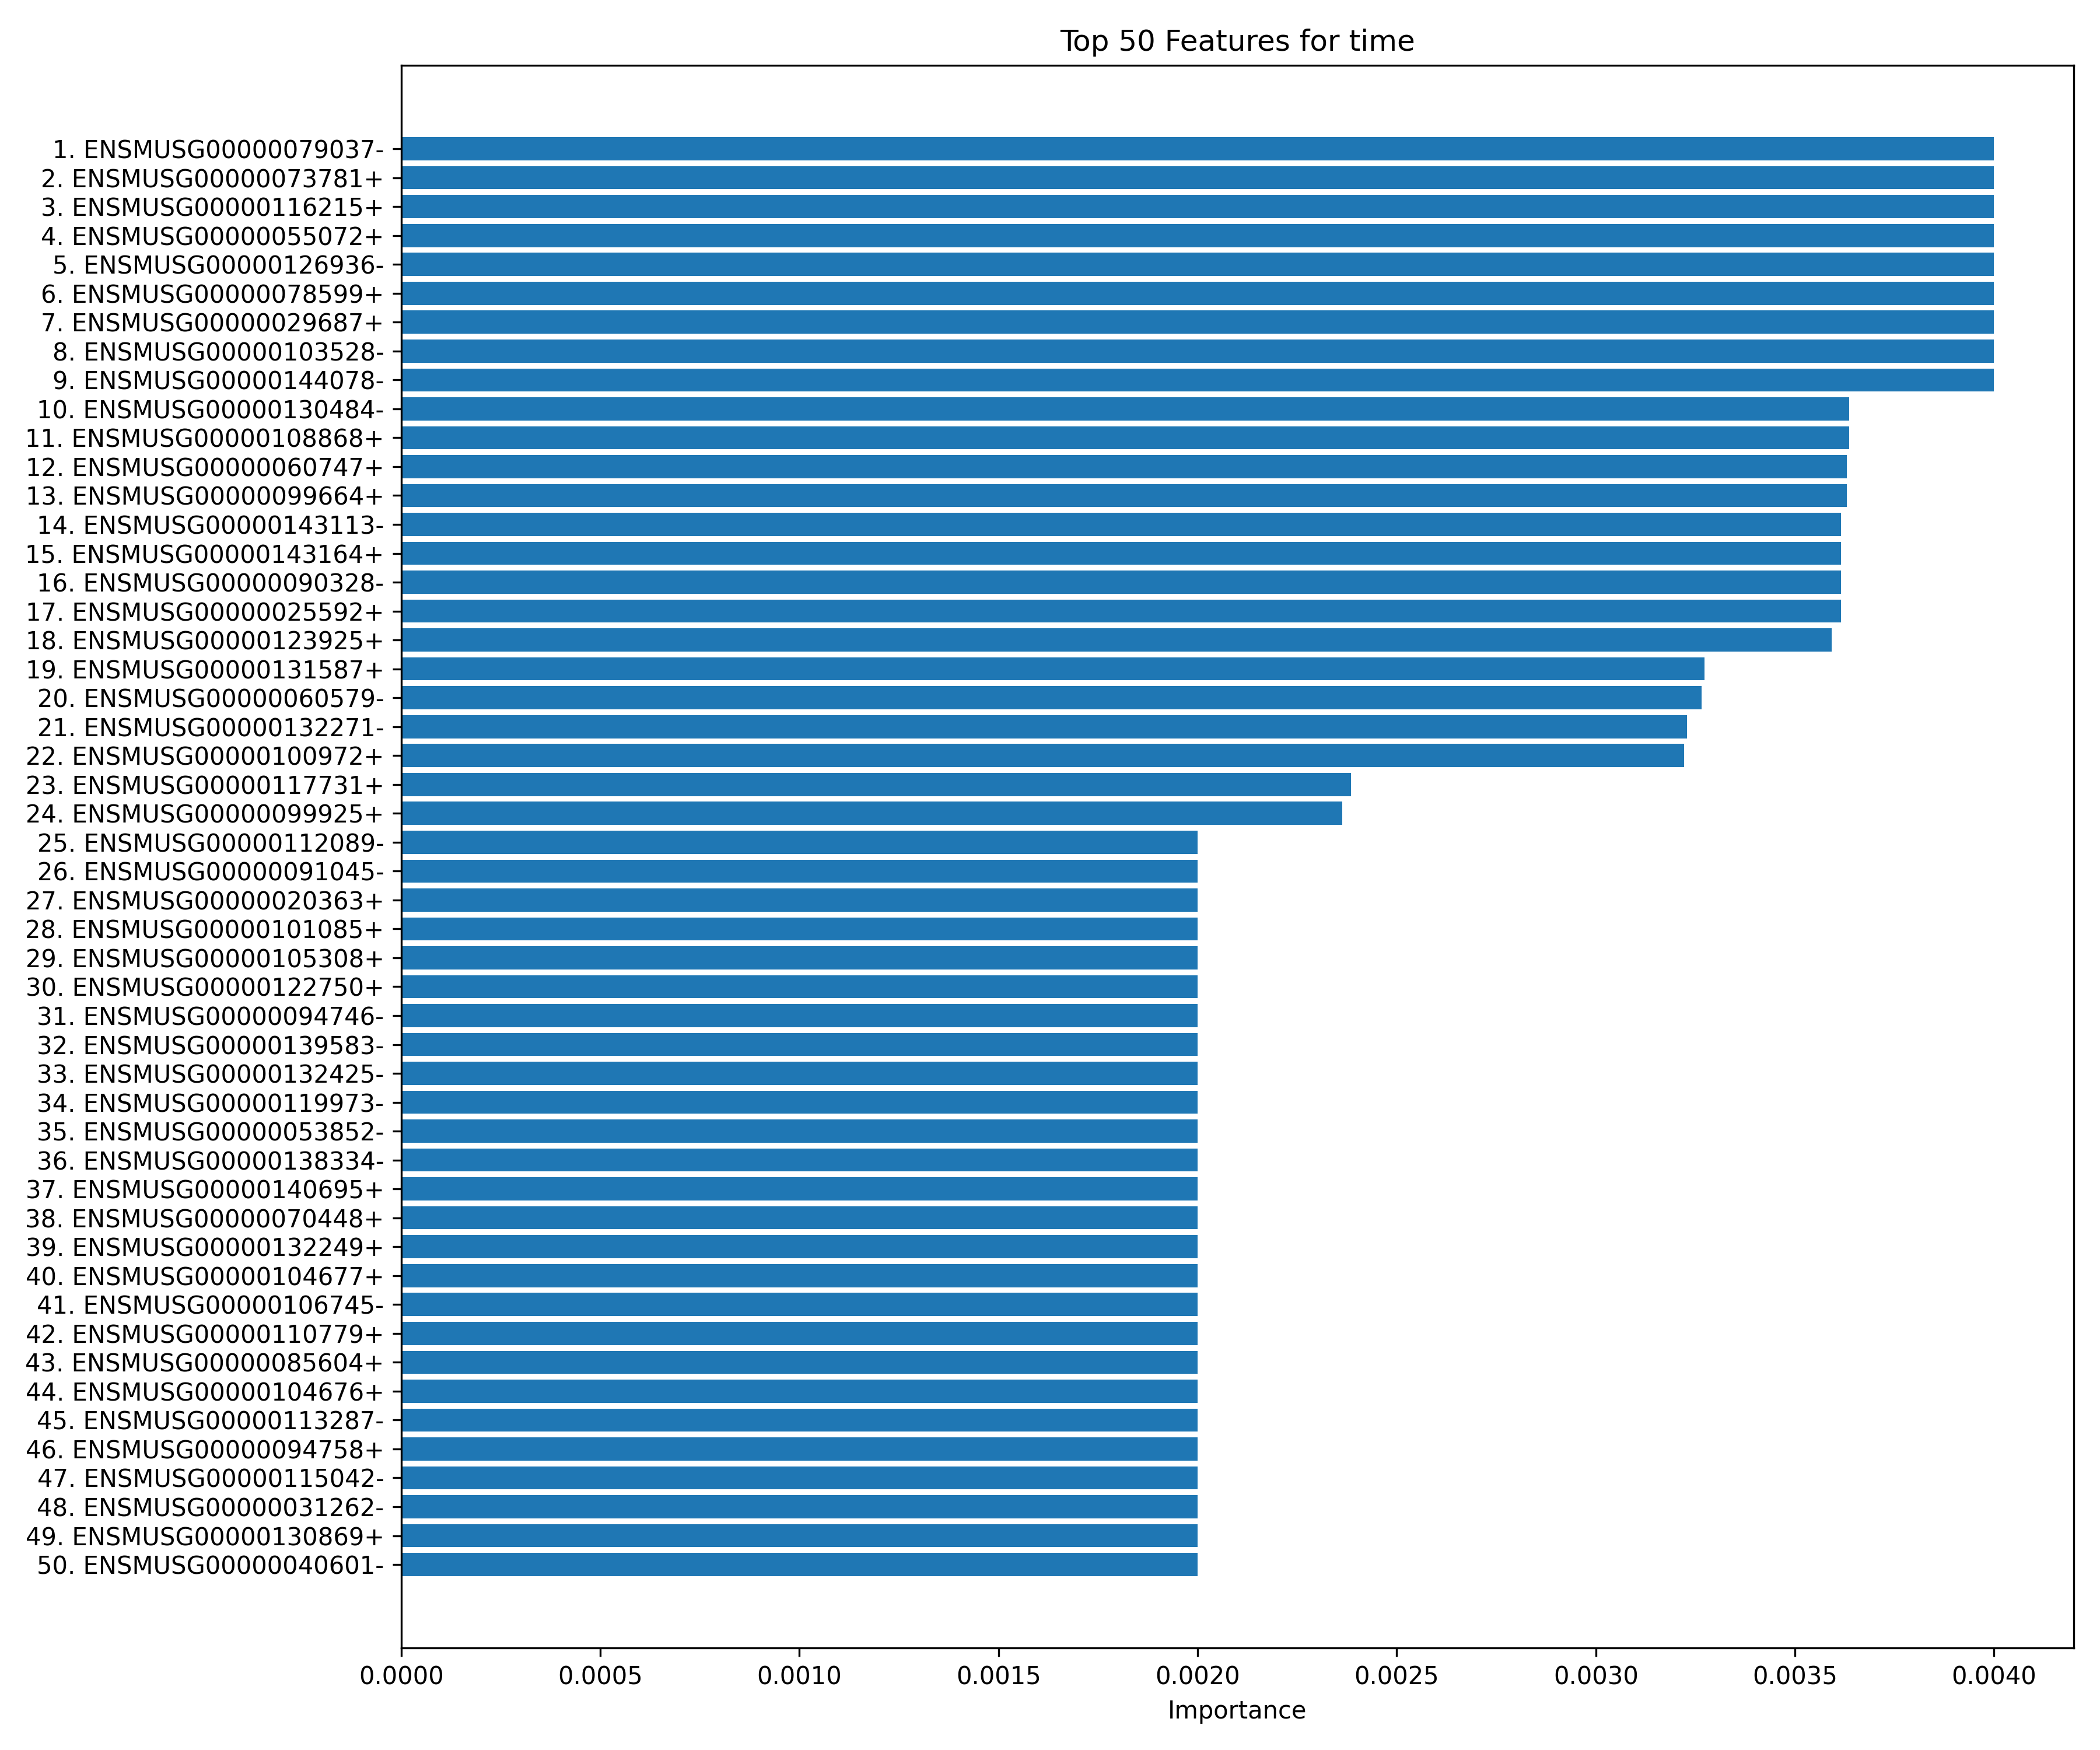 Top 50 Features for time
1. ENSMUSG00000079037-
2. ENSMUSG00000073781+
3. ENSMUSG00000116215+
4. ENSMUSG00000055072+
5. ENSMUSG00000126936-
6. ENSMUSG00000078599+
7. ENSMUSG00000029687+
8. ENSMUSG00000103528-
9. ENSMUSG00000144078-
10. ENSMUSG00000130484-
11. ENSMUSG00000108868+
12. ENSMUSG00000060747+
13. ENSMUSG00000099664+
14. ENSMUSG00000143113-
15. ENSMUSG00000143164+
16. ENSMUSG00000090328-
17. ENSMUSG00000025592+
18. ENSMUSG00000123925+
19. ENSMUSG00000131587+
20. ENSMUSG00000060579-
21. ENSMUSG00000132271-
22. ENSMUSG00000100972+
23. ENSMUSG00000117731+
24. ENSMUSG00000099925+
25. ENSMUSG00000112089-
26. ENSMUSG00000091045-
27. ENSMUSG00000020363+
28. ENSMUSG00000101085+
29. ENSMUSG00000105308+
30. ENSMUSG00000122750+
31. ENSMUSG00000094746-
32. ENSMUSG00000139583-
33. ENSMUSG00000132425-
34. ENSMUSG00000119973-
35. ENSMUSG00000053852-
36. ENSMUSG00000138334-
37. ENSMUSG00000140695+
38. ENSMUSG00000070448+
39. ENSMUSG00000132249+
40. ENSMUSG00000104677+
41. ENSMUSG00000106745-
42. ENSMUSG00000110779+
43. ENSMUSG00000085604+
44. ENSMUSG00000104676+
45. ENSMUSG00000113287-
46. ENSMUSG00000094758+
47. ENSMUSG00000115042-
48. ENSMUSG00000031262-
49. ENSMUSG00000130869+
50. ENSMUSG00000040601-
0.0000 0.0005 0.0010 0.0015 0.0020 0.0025 0.0030 0.0035 0.0040
Importance